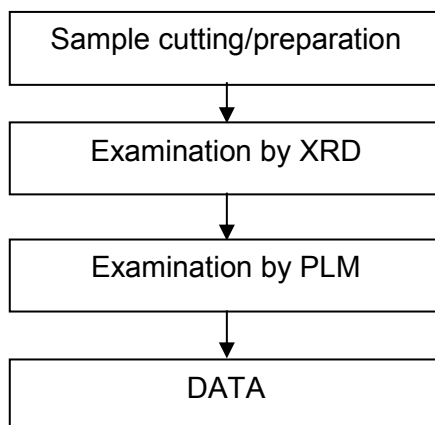 Sample cutting/preparation
Examination by XRD
Examination by PLM
DATA